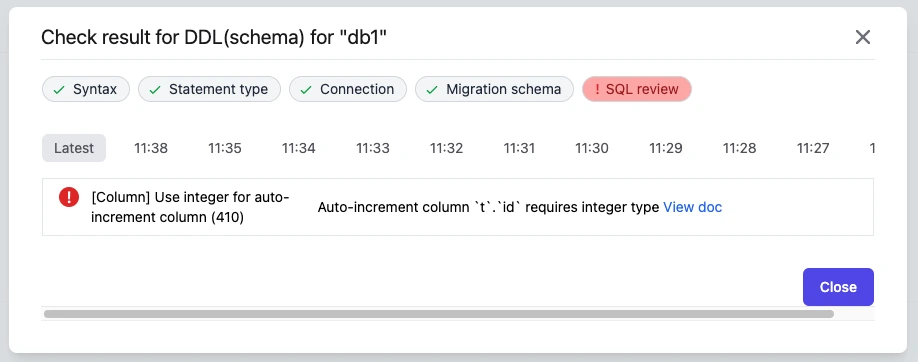 Check result for DDL(schema) for "db1"
Syntax Statement type Connection Migration schema ! SQL review
Latest 11:38 11:35 11:34 11:33 11:32 11:31 11:30 11:29 11:28 11:27 1
[Column] Use integer for auto-
increment column (410)
Auto-increment column `t`.`id` requires integer type View doc
Close